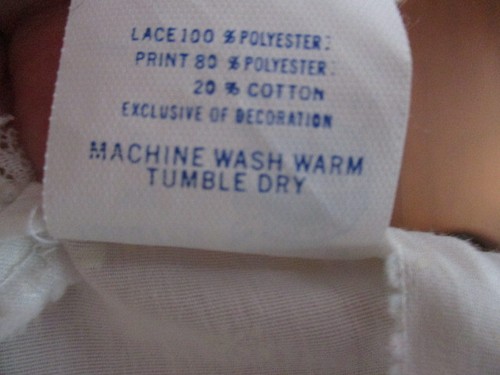 LACE 100 % POLYESTER:
PRINT 80 % POLYESTER:
20 % COTTON
EXCLUSIVE OF DECORATION
MACHINE WASH WARM
TUMBLE DRY